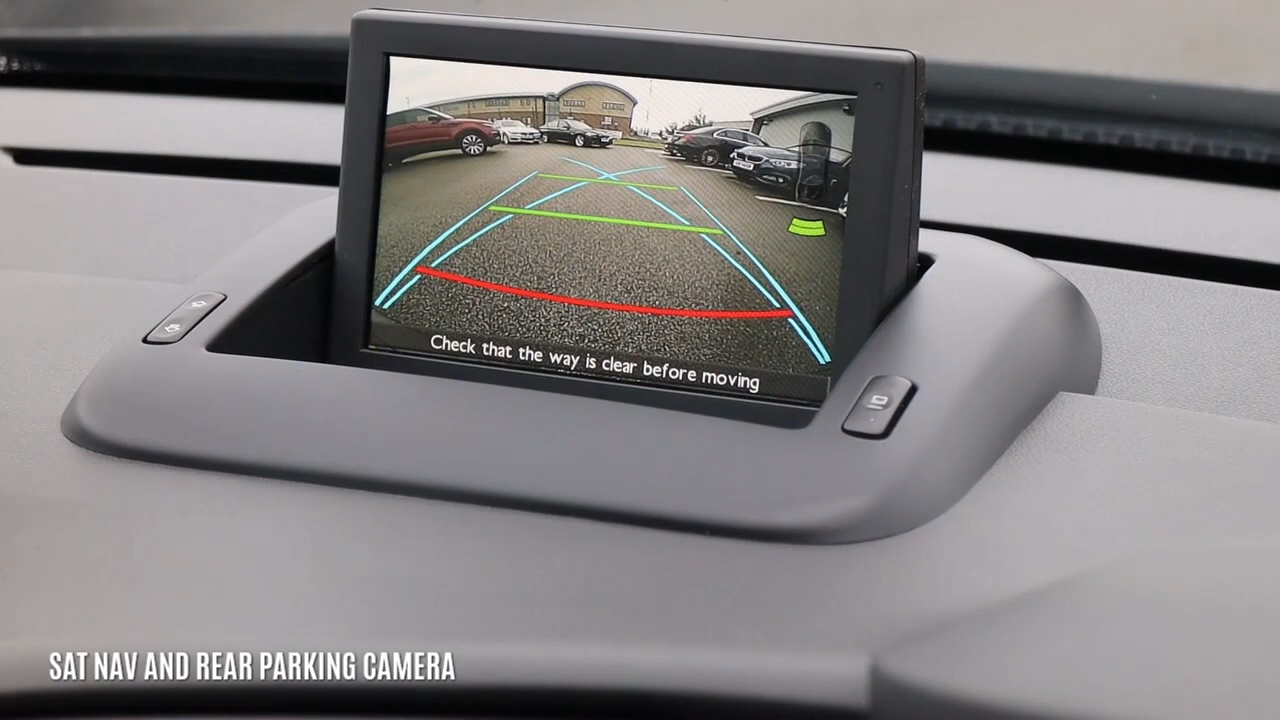 Check that the way is clear before moving
SAT NAV AND REAR PARKING CAMERA